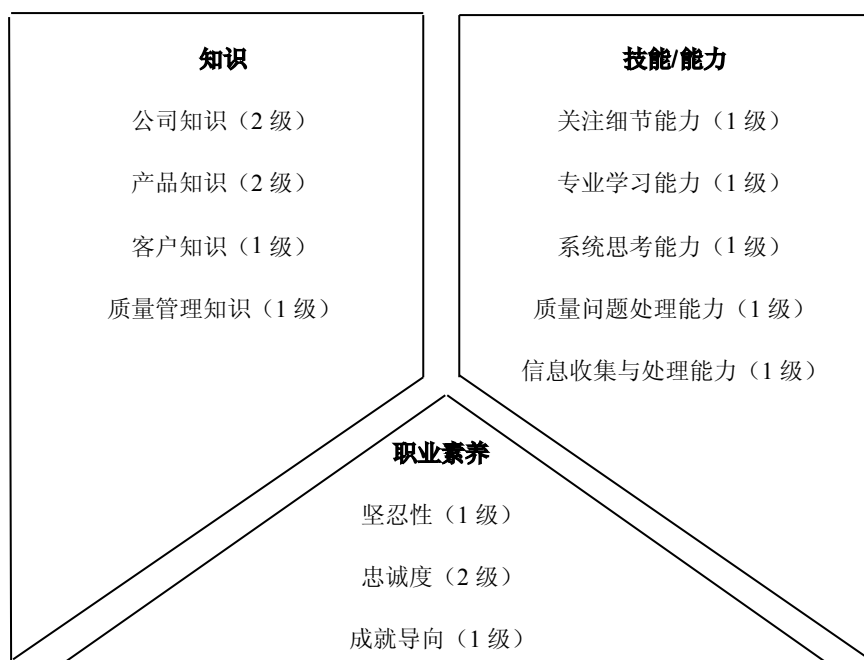 知识
公司知识（2 级）
产品知识（2 级）
客户知识（1 级）
质量管理知识（1 级）
技能/能力
关注细节能力（1 级）
专业学习能力（1 级）
系统思考能力（1 级）
质量问题处理能力（1 级）
信息收集与处理能力（1 级）
职业素养
坚忍性（1 级）
忠诚度（2 级）
成就导向（1 级）